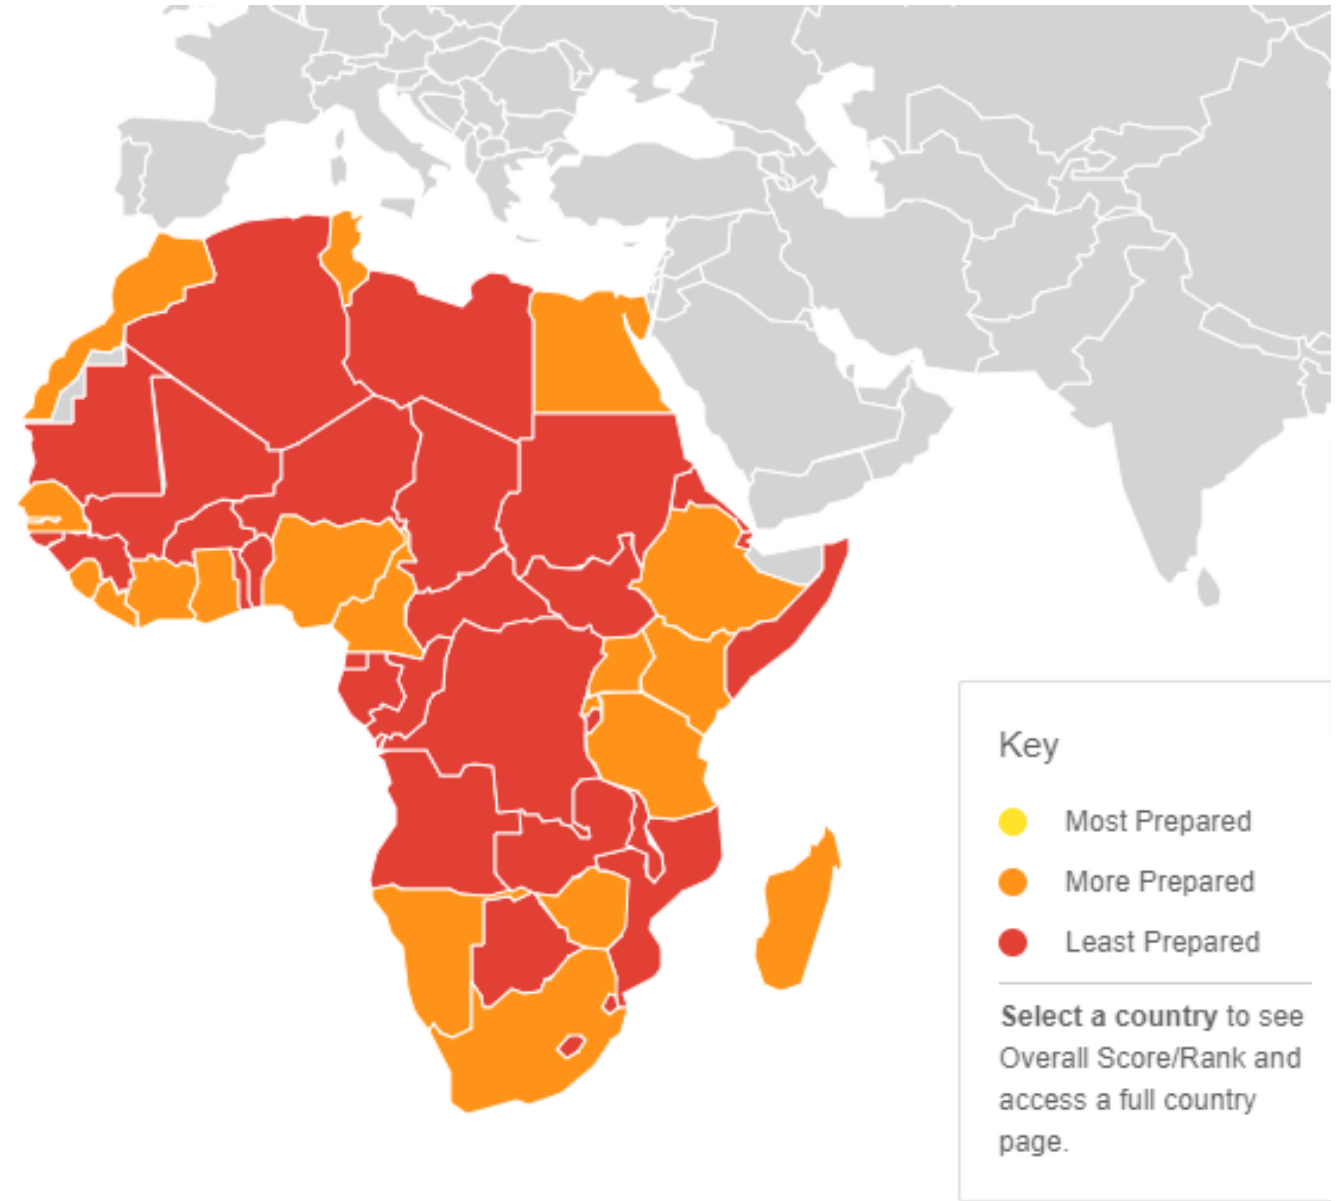 Key
Most Prepared
More Prepared
Least Prepared
Select a country to see
Overall Score/Rank and
access a full country
page.